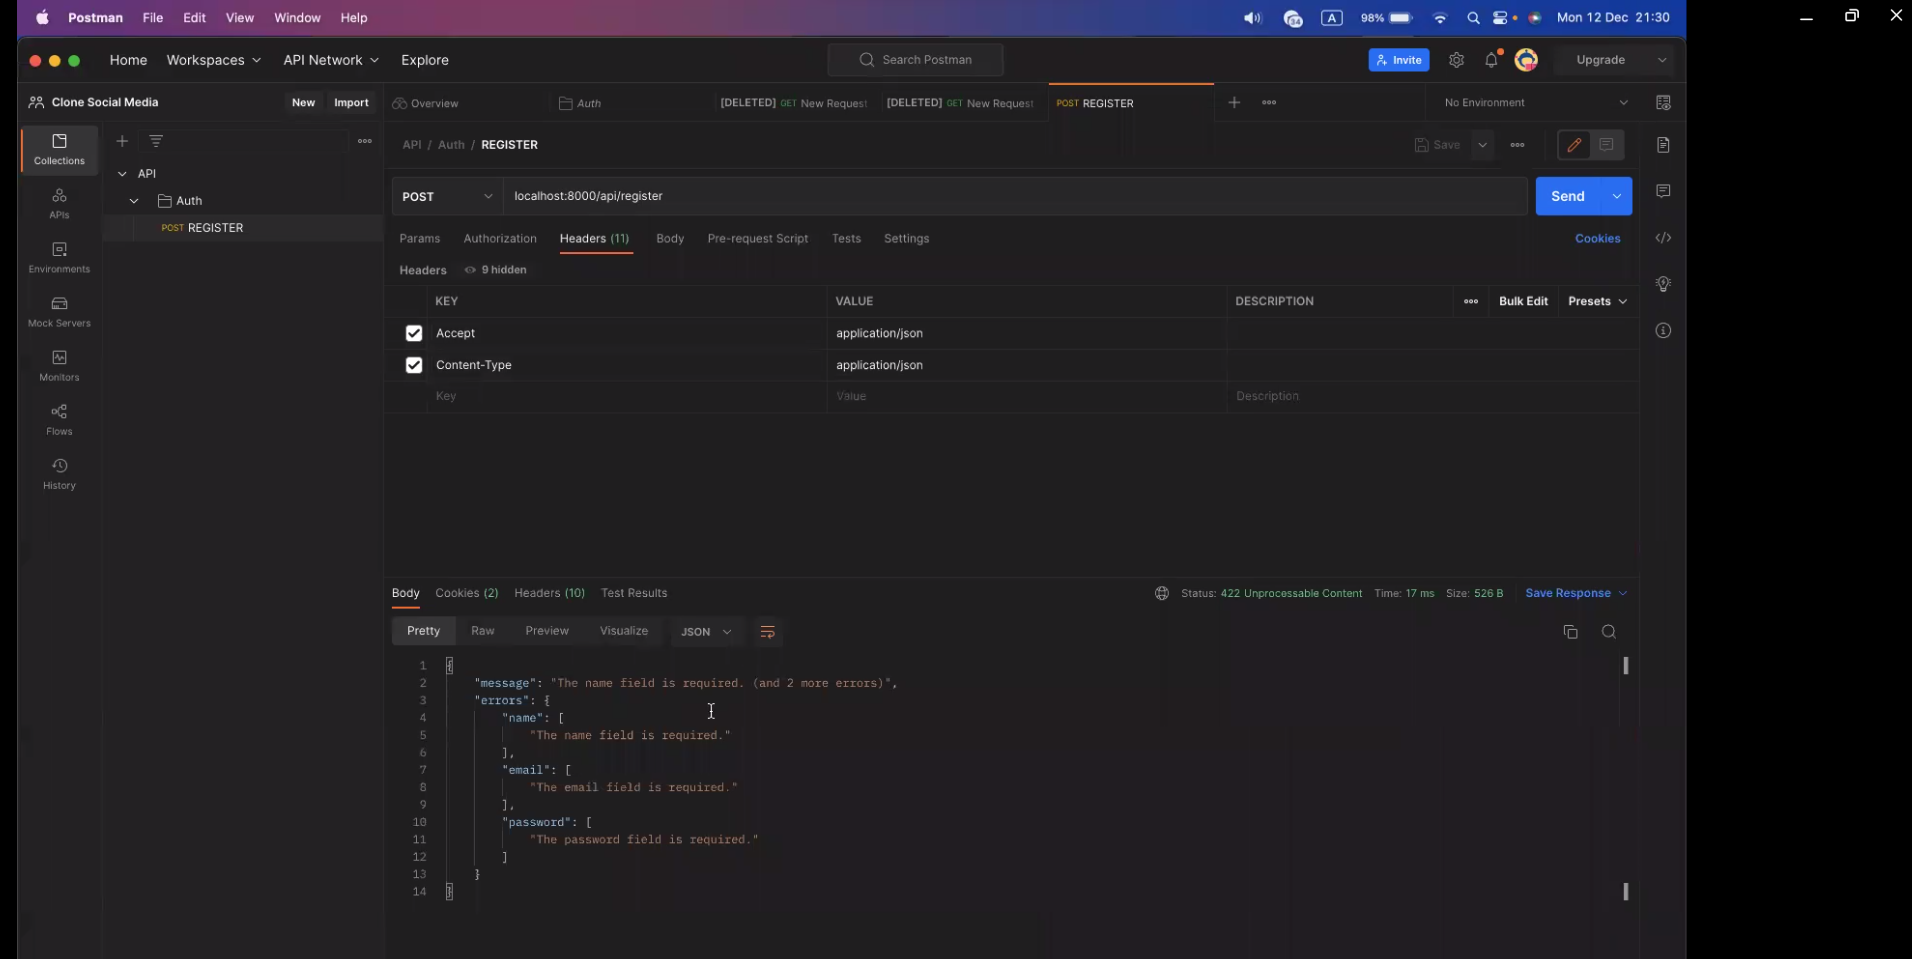 Postman File Edit View Window Help 34 A 98% Mon 12 Dec 21:30
Home Workspaces API Network Explore Search Postman Invite Upgrade
Clone Social Media New Import Overview Auth [DELETED] GET New Request [DELETED] GET New Request POST REGISTER No Environment
Collections
API / Auth / REGISTER Save
API
Auth
POST REGISTER
APIs
Environments
Mock Servers
Monitors
Flows
History
POST localhost:8000/api/register Send
Params Authorization Headers (11) Body Pre-request Script Tests Settings Cookies
Headers 9 hidden
KEY VALUE DESCRIPTION Bulk Edit Presets
Accept application/json
Content-Type application/json
Key Value Description
Body Cookies (2) Headers (10) Test Results Status: 422 Unprocessable Content Time: 17 ms Size: 526 B Save Response
Pretty Raw Preview Visualize JSON
1 {
2 "message": "The name field is required. (and 2 more errors)",
3 "errors": {
4 "name": [
5 "The name field is required."
6 ],
7 "email": [
8 "The email field is required."
9 ],
10 "password": [
11 "The password field is required."
12 ]
13 }
14 }